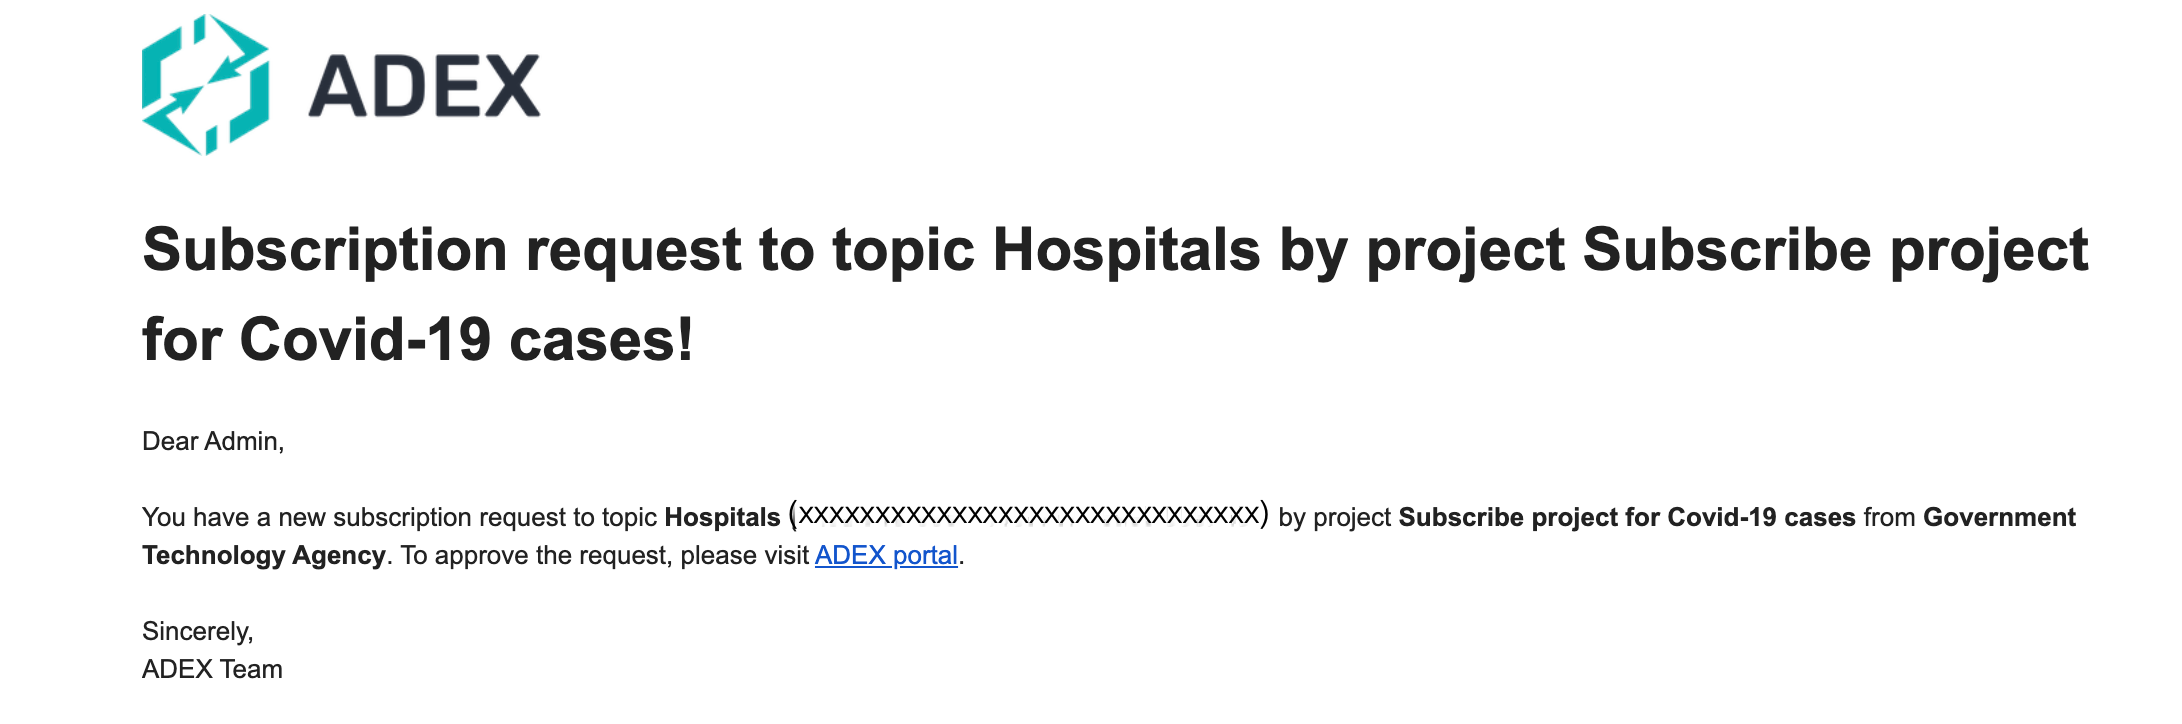 ADEX
Subscription request to topic Hospitals by project Subscribe project
for Covid-19 cases!
Dear Admin,
You have a new subscription request to topic Hospitals (xxxxxxxxxxxxxxxxxxxxxxxxxxxxxx) by project Subscribe project for Covid-19 cases from Government
Technology Agency. To approve the request, please visit ADEX portal.
Sincerely,
ADEX Team